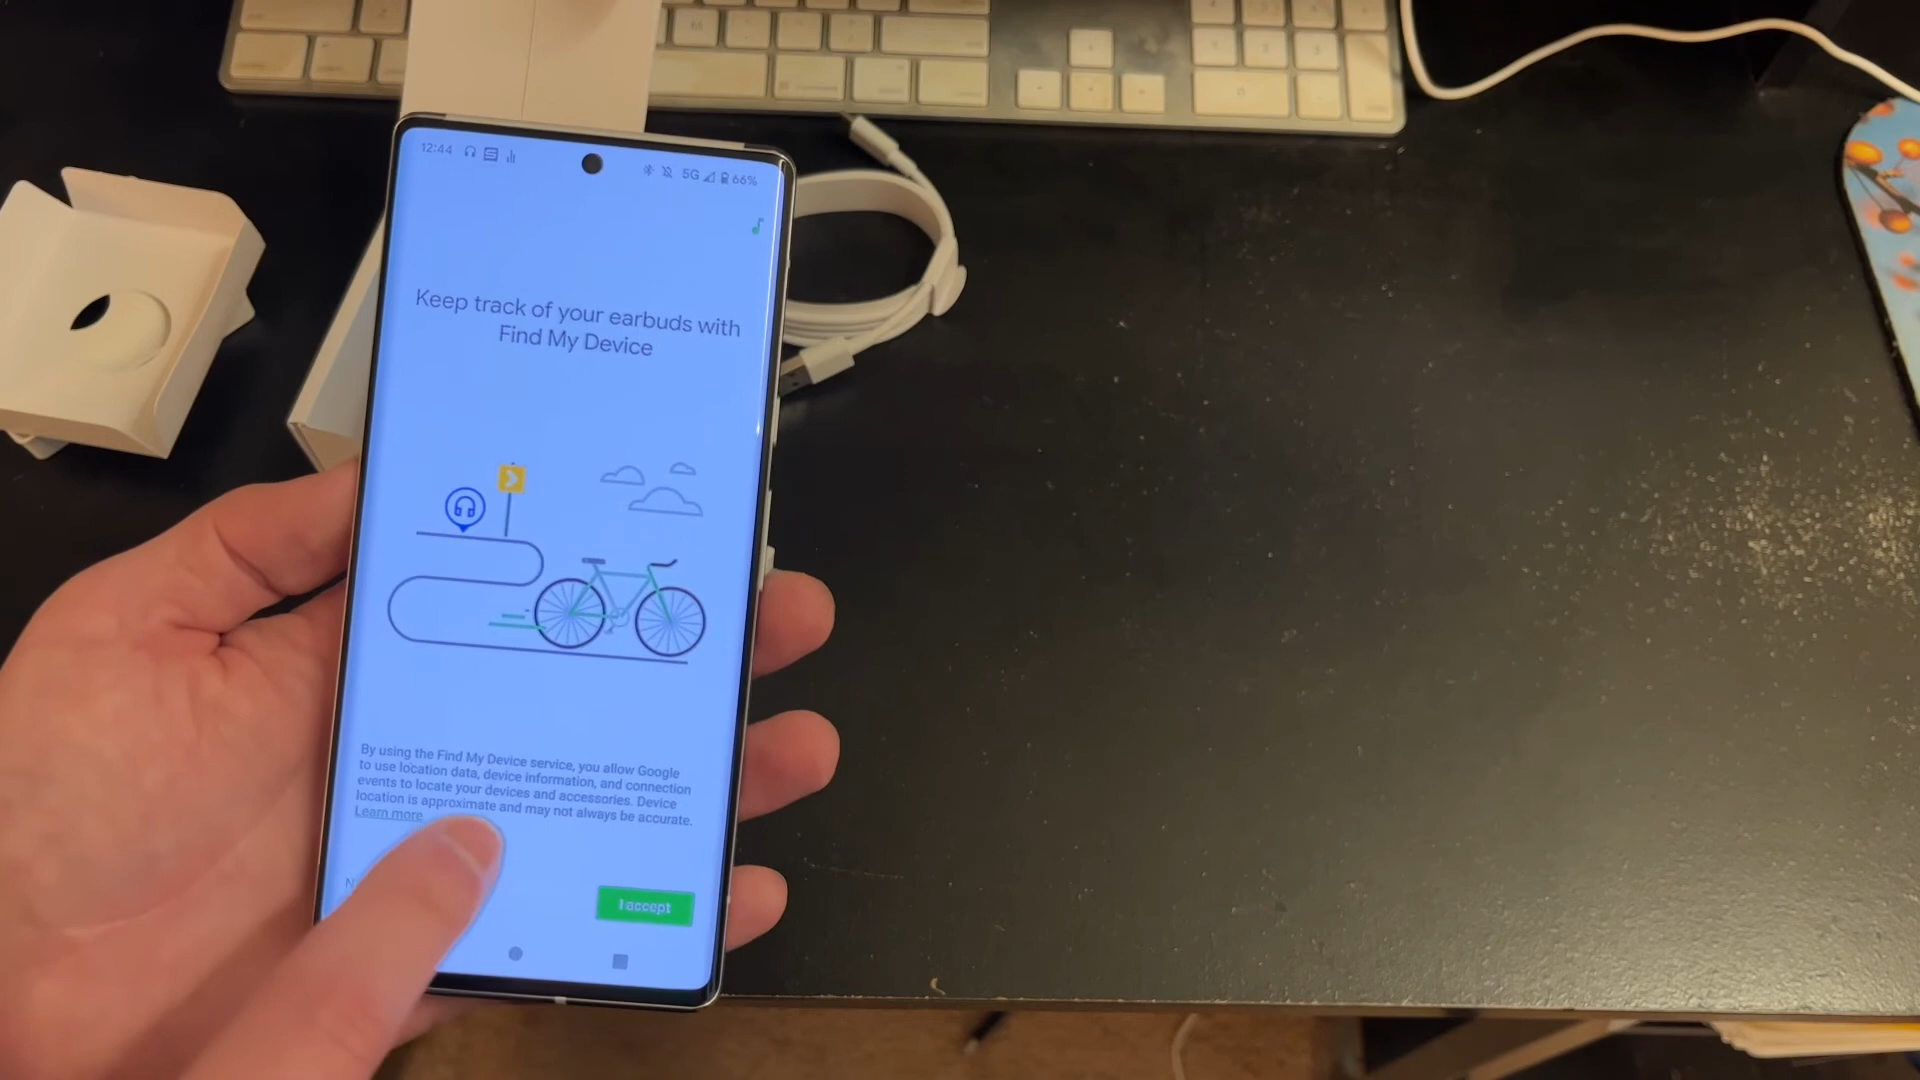 12:44
5G 66%
Keep track of your earbuds with
Find My Device
By using the Find My Device service, you allow Google
to use location data, device information, and connection
events to locate your devices and accessories. Device
location is approximate and may not always be accurate.
Learn more
I accept